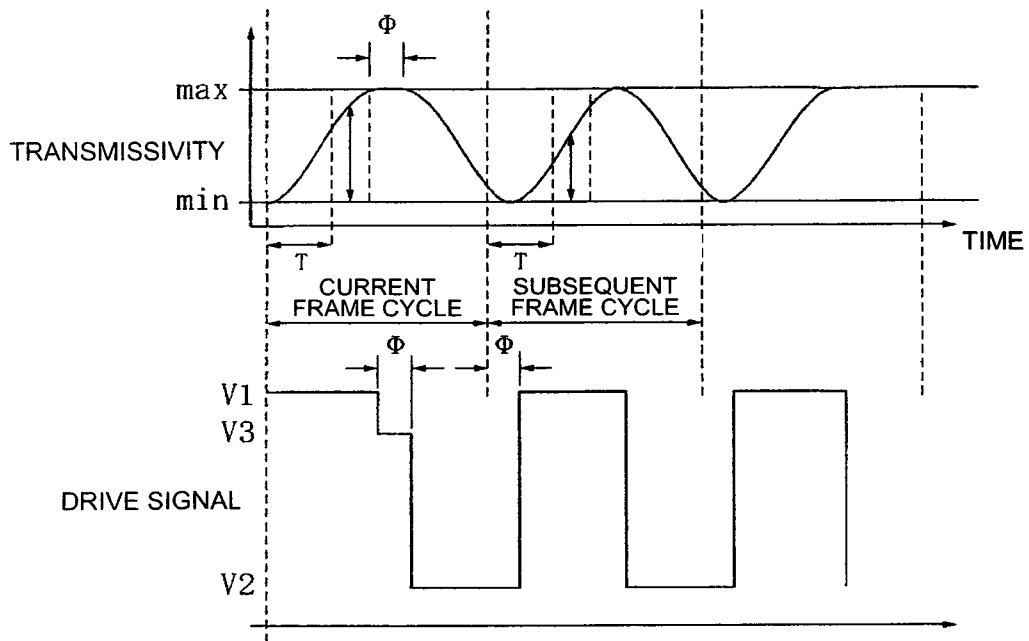 Φ
max
TRANSMISSIVITY
min
TIME
T
T
CURRENT
FRAME CYCLE
SUBSEQUENT
FRAME CYCLE
Φ
Φ
V1
V3
DRIVE SIGNAL
V2